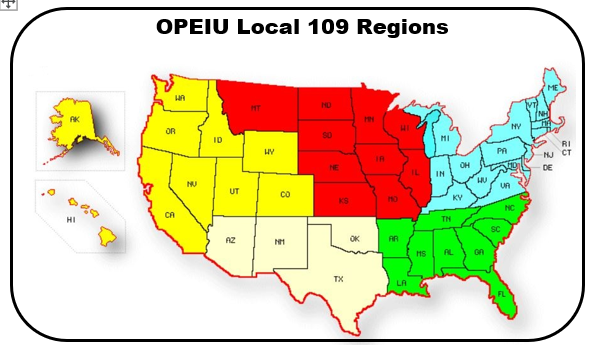 OPEIU Local 109 Regions
WA
MT
ND
MN
ME
VT
NH
MA
OR
ID
SD
WI
MI
NY
AK
WY
IA
PA
RI
CT
NJ
NV
UT
NE
IL
IN
OH
MD
DE
CO
KS
MO
KY
WV
VA
HI
CA
AZ
NM
OK
AR
TN
NC
SC
TX
LA
MS
AL
GA
FL